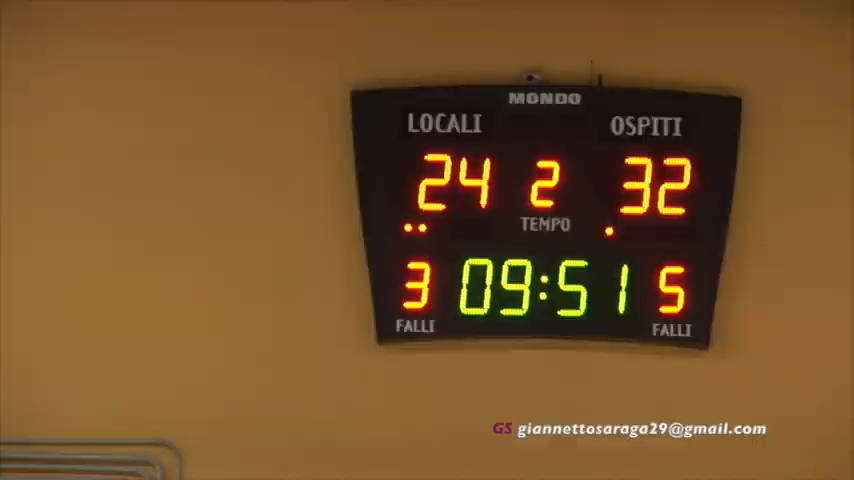 MONDO
LOCALI OSPITI
24 2 32
TEMPO
3 09:51 5
FALLI FALLI
GS giannettosaraga29@gmail.com